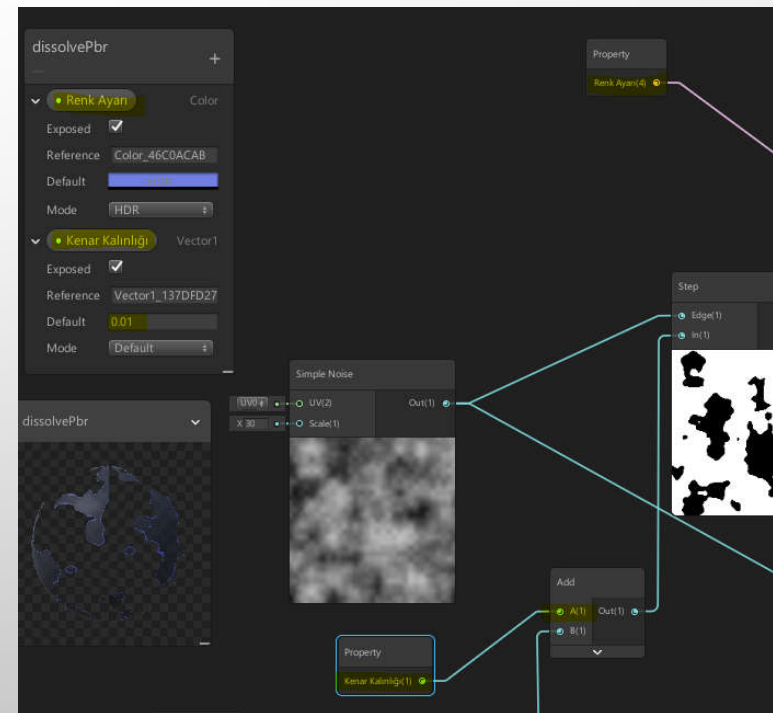 dissolvePbr
+
Renk Ayarı Color
Exposed
Reference Color_46C0ACAB
Default
Mode HDR
Kenar Kalınlığı Vector1
Exposed
Reference Vector1_137DFD27
Default 0.01
Mode Default
dissolvePbr
Property
Renk Ayarı(4)
Simple Noise
UV0 UV(2) Out(1)
X 30 Scale(1)
Step
Edge(1)
In(1)
Add
A(1) Out(1)
B(1)
Property
Kenar Kalınlığı(1)